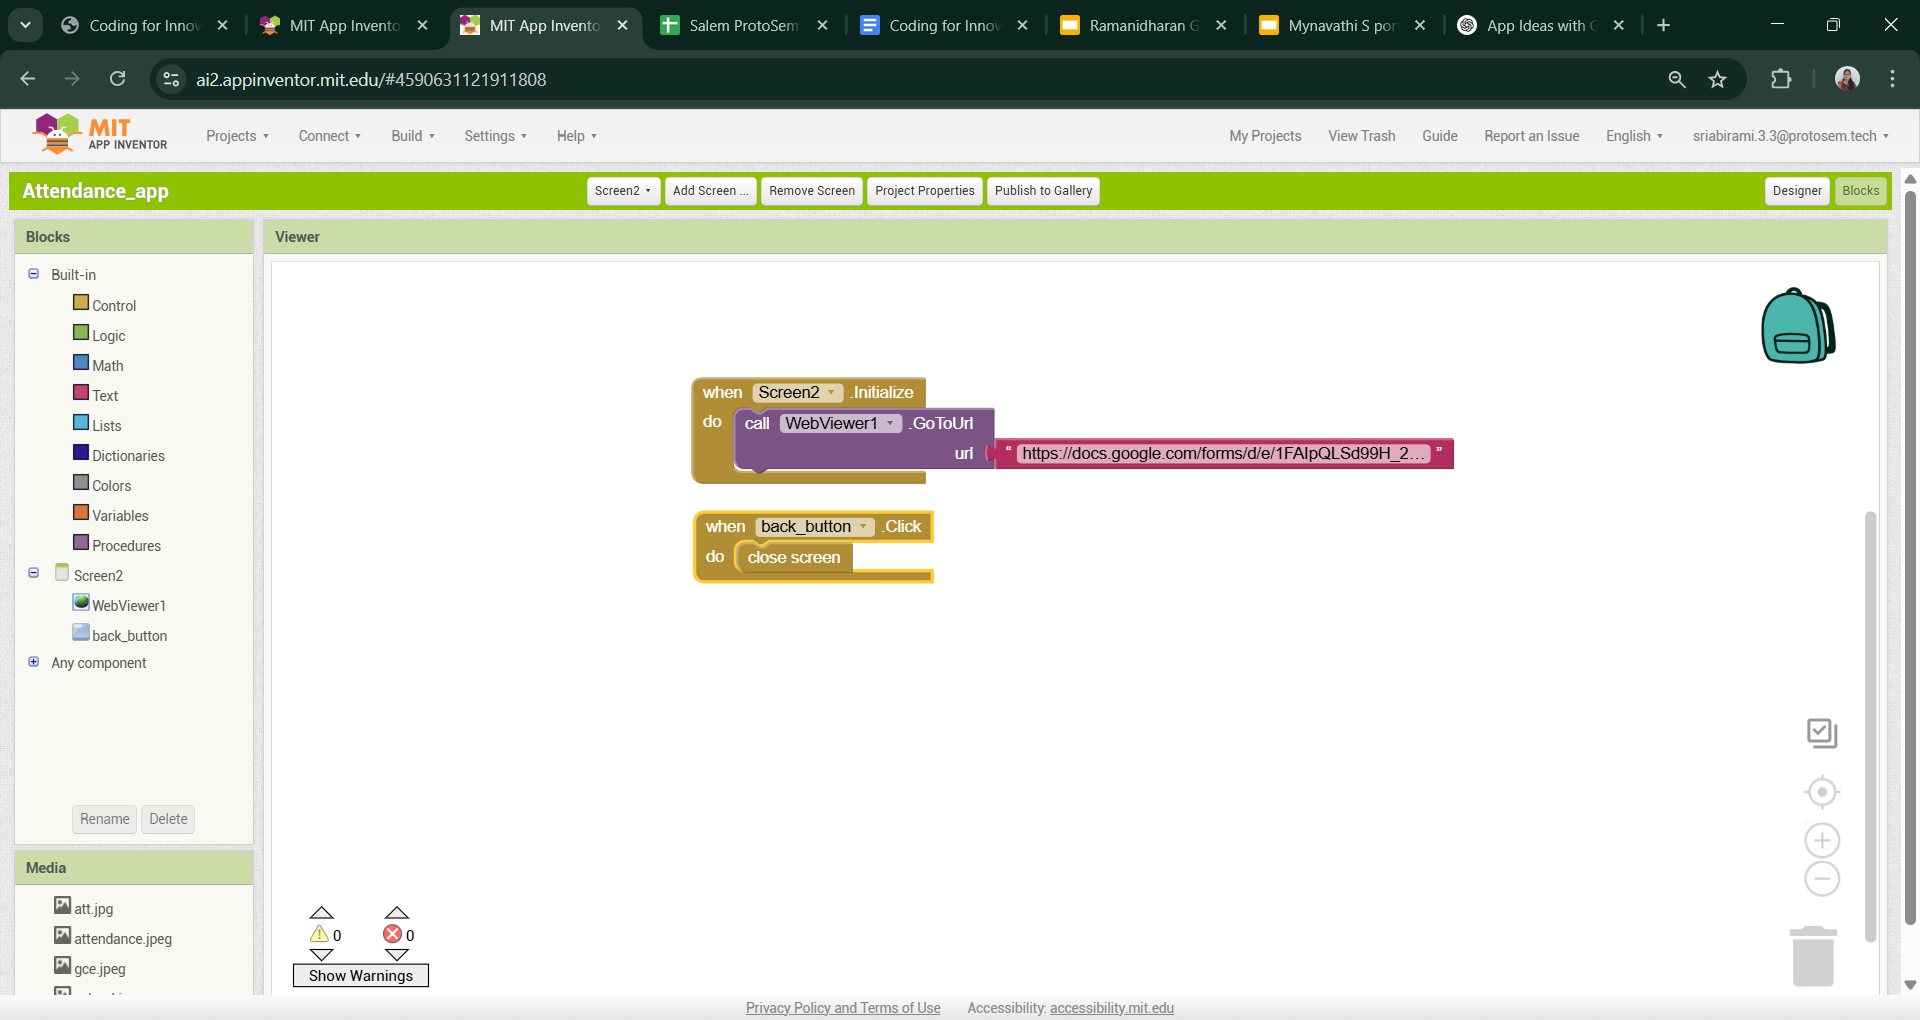 Coding for Innov
MIT App Invento
MIT App Invento
Salem ProtoSem
Coding for Innov
Ramanidharan G
Mynavathi S por
App Ideas with G
ai2.appinventor.mit.edu/#4590631121911808
MIT
APP INVENTOR
Projects
Connect
Build
Settings
Help
My Projects
View Trash
Guide
Report an Issue
English
sriabirami.3.3@protosem.tech
Attendance_app
Screen2
Add Screen ...
Remove Screen
Project Properties
Publish to Gallery
Designer
Blocks
Blocks
Built-in
Control
Logic
Math
Text
Lists
Dictionaries
Colors
Variables
Procedures
Screen2
WebViewer1
back_button
Any component
Rename
Delete
Media
att.jpg
attendance.jpeg
gce.jpeg
Viewer
when Screen2 .Initialize
do call WebViewer1 .GoToUrl
url " https://docs.google.com/forms/d/e/1FAIpQLSd99H_2... "
when back_button .Click
do close screen
0 0
Show Warnings
Privacy Policy and Terms of Use Accessibility: accessibility.mit.edu